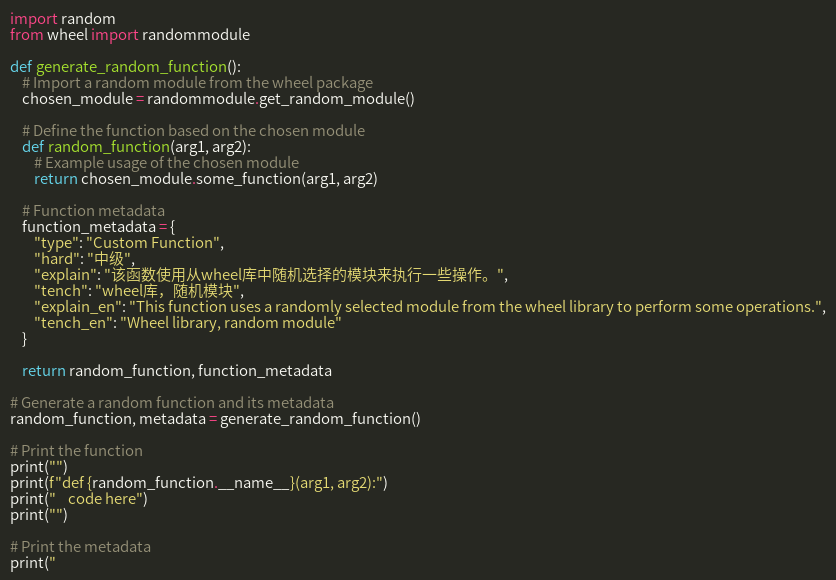 import random
from wheel import randommodule
def generate_random_function():
# Import a random module from the wheel package
chosen_module = randommodule.get_random_module()
# Define the function based on the chosen module
def random_function(arg1, arg2):
# Example usage of the chosen module
return chosen_module.some_function(arg1, arg2)
# Function metadata
function_metadata = {
"type": "Custom Function",
"hard": "中级",
"explain": "该函数使用从wheel库中随机选择的模块来执行一些操作。",
"tench": "wheel库，随机模块",
"explain_en": "This function uses a randomly selected module from the wheel library to perform some operations.",
"tench_en": "Wheel library, random module"
}
return random_function, function_metadata
# Generate a random function and its metadata
random_function, metadata = generate_random_function()
# Print the function
print("")
print(f"def {random_function.__name__}(arg1, arg2):")
print("    code here")
print("")
# Print the metadata
print("